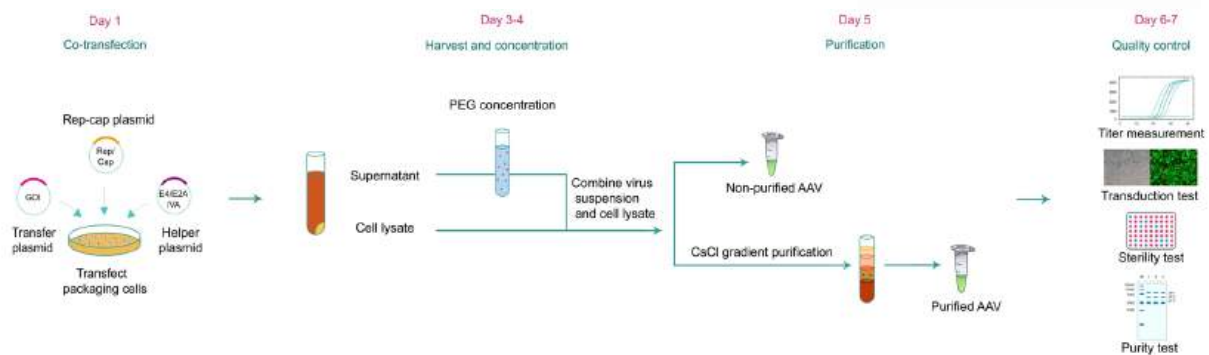 Day 1
Co-transfection
Rep-cap plasmid
Rep/
Cap
GOI
E4/E2A
/VA
Transfer
plasmid
Helper
plasmid
Transfect
packaging cells
Day 3-4
Harvest and concentration
PEG concentration
Supernatant
Cell lysate
Combine virus
suspension
and cell lysate
Day 5
Purification
Non-purified AAV
CsCl gradient purification
Purified AAV
Day 6-7
Quality control
Titer measurement
Transduction test
Sterility test
Purity test